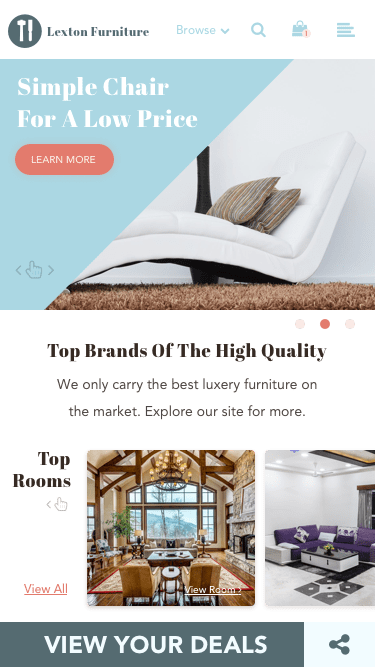 Lexton Furniture
Browse
1
Simple Chair
For A Low Price
LEARN MORE
Top Brands Of The High Quality
We only carry the best luxery furniture on
the market. Explore our site for more.
Top
Rooms
View All
View Room ›
VIEW YOUR DEALS